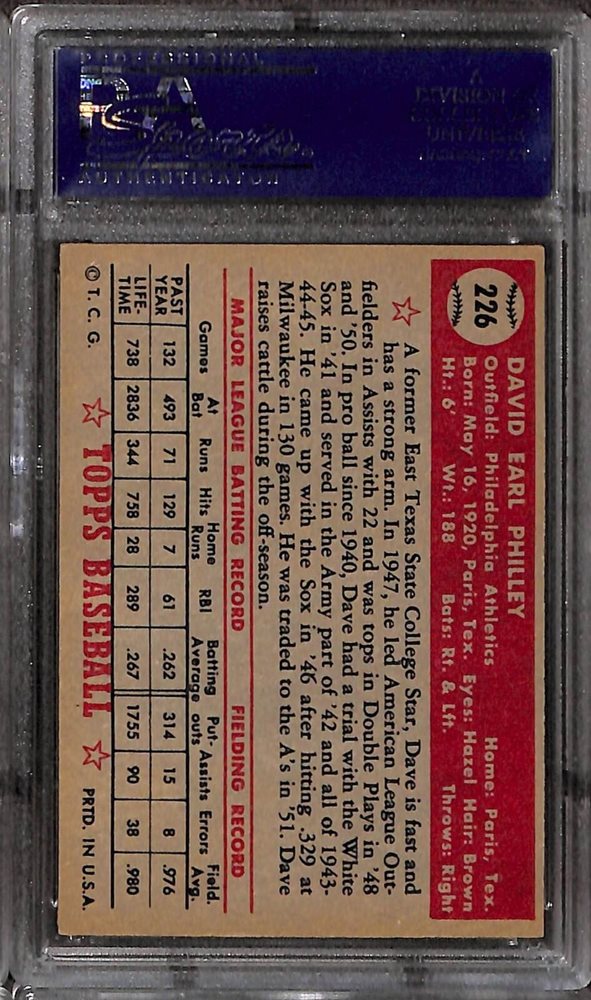 PROFESSIONAL
Sports
AUTHENTICATOR
226
DAVID EARL PHILLEY
Outfield: Philadelphia Athletics Home: Paris, Tex.
Born: May 16, 1920, Paris, Tex. Eyes: Hazel Hair: Brown
Ht.: 6' Wt.: 188 Bats: Rt. & Lft. Throws: Right
A former East Texas State College Star, Dave is fast and
has a strong arm. In 1947, he led American League Out-
fielders in Assists with 22 and was tops in Double Plays in '48
and '50. In pro ball since 1940, Dave had a trial with the White
Sox in '41 and served in the Army part of '42 and all of 1943-
44-45. He came up with the Sox in '46 after hitting .329 at
Milwaukee in 130 games. He was traded to the A's in '51. Dave
raises cattle during the off-season.
MAJOR LEAGUE BATTING RECORD FIELDING RECORD
Games At Bat Runs Hits Home Runs RBI Batting Average Put-outs Assists Errors Field. Avg.
PAST YEAR 132 493 71 129 7 61 .262 314 15 8 .976
LIFE-TIME 738 2836 344 758 28 289 .267 1755 90 38 .980
© T. C. G. ☆ TOPPS BASEBALL ☆ PRTD. IN U.S.A.